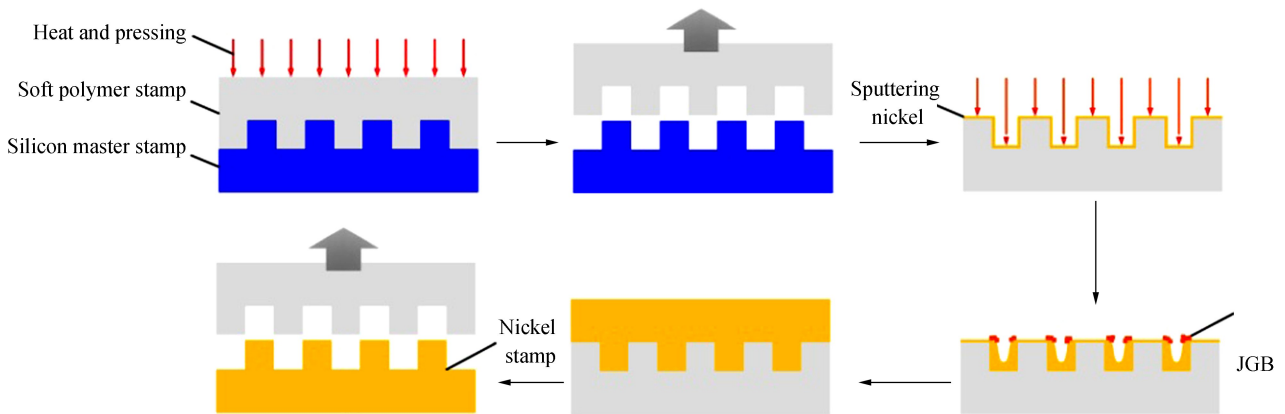 Heat and pressing
Soft polymer stamp
Silicon master stamp
Sputtering
nickel
JGB
Nickel
stamp